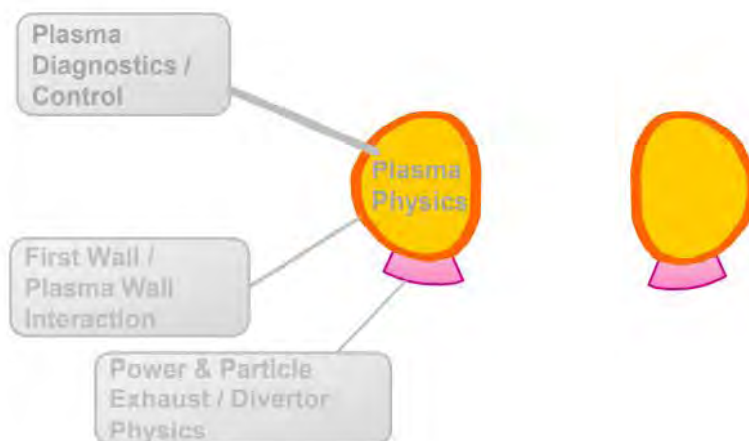 Plasma
Diagnostics /
Control
Plasma
Physics
First Wall /
Plasma Wall
Interaction
Power & Particle
Exhaust / Divertor
Physics